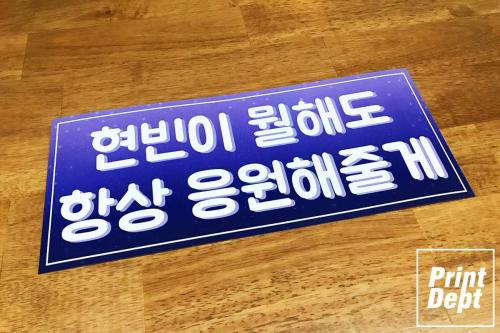 현빈이 뭘해도
항상 응원해줄게
Print
Dept